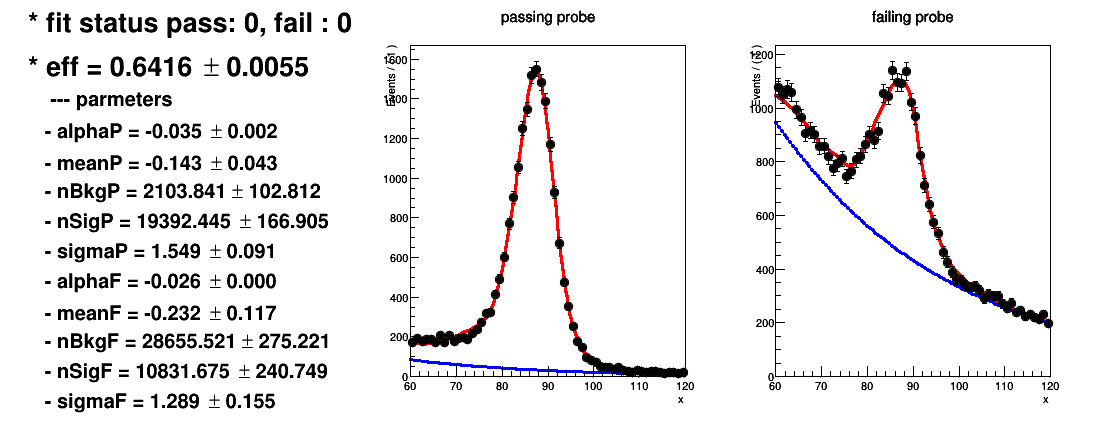 * fit status pass: 0, fail : 0
* eff = 0.6416 ± 0.0055
--- parmeters
- alphaP = -0.035 ± 0.002
- meanP = -0.143 ± 0.043
- nBkgP = 2103.841 ± 102.812
- nSigP = 19392.445 ± 166.905
- sigmaP = 1.549 ± 0.091
- alphaF = -0.026 ± 0.000
- meanF = -0.232 ± 0.117
- nBkgF = 28655.521 ± 275.221
- nSigF = 10831.675 ± 240.749
- sigmaF = 1.289 ± 0.155
passing probe
Events / ( 1 )
1600
1400
1200
1000
800
600
400
200
0
60 70 80 90 100 110 120
x
failing probe
Events / ( 1 )
1200
1000
800
600
400
200
0
60 70 80 90 100 110 120
x